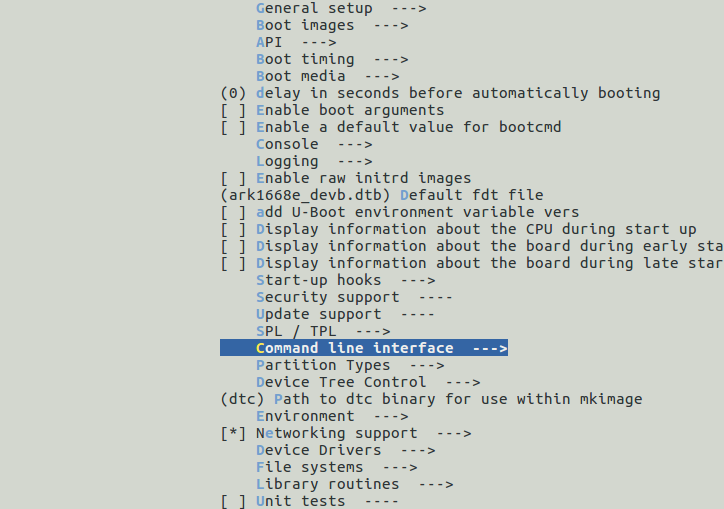 General setup  --->
Boot images  --->
API  --->
Boot timing  --->
Boot media  --->
(0) delay in seconds before automatically booting
[ ] Enable boot arguments
[ ] Enable a default value for bootcmd
Console  --->
Logging  --->
[ ] Enable raw initrd images
(ark1668e_devb.dtb) Default fdt file
[ ] add U-Boot environment variable vers
[ ] Display information about the CPU during start up
[ ] Display information about the board during early sta
[ ] Display information about the board during late star
Start-up hooks  --->
Security support  ----
Update support  ----
SPL / TPL  --->
Command line interface  --->
Partition Types  --->
Device Tree Control  --->
(dtc) Path to dtc binary for use within mkimage
Environment  --->
[*] Networking support  --->
Device Drivers  --->
File systems  --->
Library routines  --->
[ ] Unit tests  ----